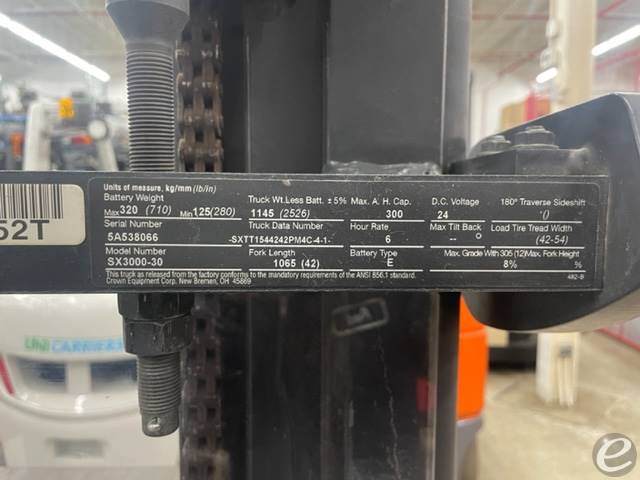 52T
Units of measure, kg/mm (lb/in)
Battery Weight
Max 320 (710) Min 125 (280)
Truck Wt.Less Batt. ± 5%
1145 (2526)
Max. A. H. Cap.
300
D.C. Voltage
24
180° Traverse Sideshift
()
Serial Number
5A538066
Truck Data Number
-SXTT1544242PM4C-4-1-
Hour Rate
6
Max Tilt Back
-- °
Load Tire Tread Width
(42-54)
Model Number
SX3000-30
Fork Length
1065 (42)
Battery Type
E
Max. Grade With 305 (12)Max. Fork Height
8% %
This truck as released from the factory conforms to the mandatory requirements of the ANSI B56.1 standard.
Crown Equipment Corp. New Bremen, OH 45869
482-B
UNICARRIERS
e